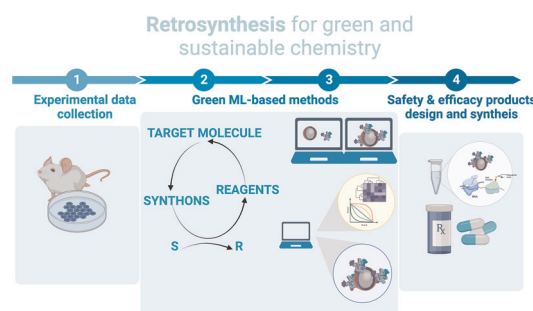 Retrosynthesis for green and
sustainable chemistry
1
2
3
4
Experimental data
collection
Green ML-based methods
Safety & efficacy products
design and syntheis
TARGET MOLECULE
SYNTHONS
REAGENTS
S
R
Rx